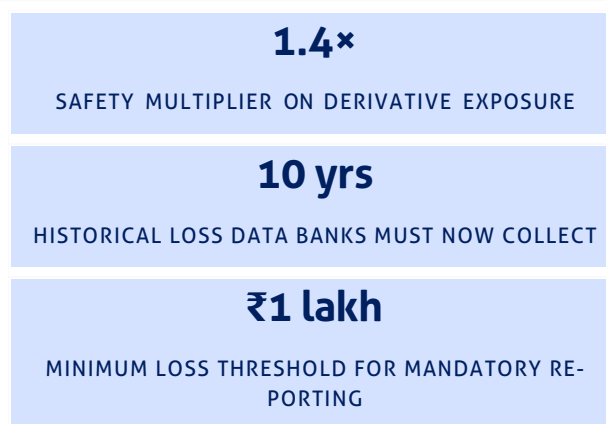 1.4×
SAFETY MULTIPLIER ON DERIVATIVE EXPOSURE
10 yrs
HISTORICAL LOSS DATA BANKS MUST NOW COLLECT
₹1 lakh
MINIMUM LOSS THRESHOLD FOR MANDATORY RE-
PORTING